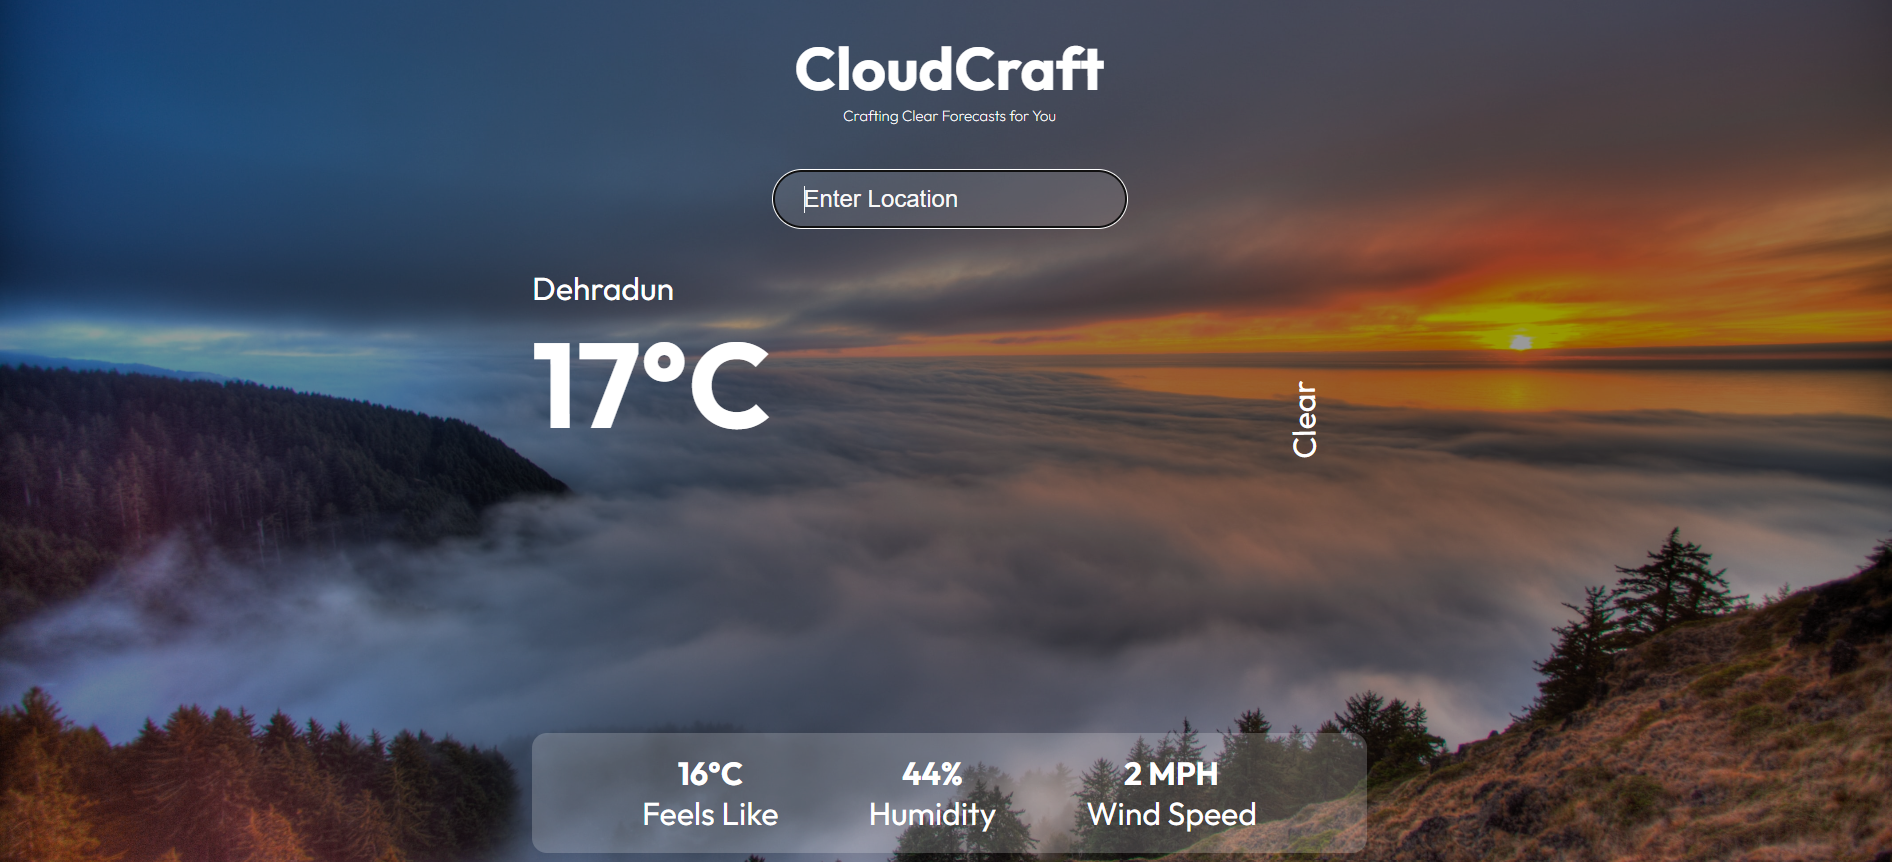 CloudCraft
Crafting Clear Forecasts for You
Enter Location
Dehradun
17°C
Clear
16°C
Feels Like
44%
Humidity
2 MPH
Wind Speed